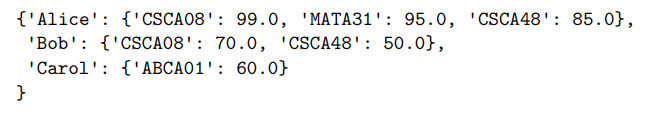 {'Alice': {'CSCA08': 99.0, 'MATA31': 95.0, 'CSCA48': 85.0},
'Bob': {'CSCA08': 70.0, 'CSCA48': 50.0},
'Carol': {'ABCA01': 60.0}
}